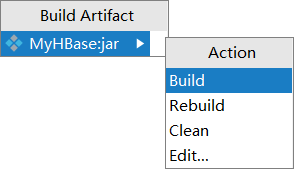 Build Artifact
MyHBase:jar
Action
Build
Rebuild
Clean
Edit...